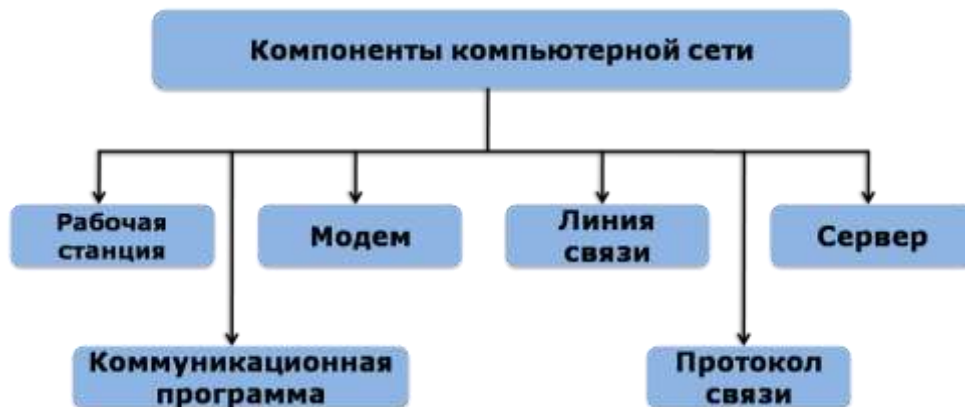 Компоненты компьютерной сети
Рабочая
станция
Модем
Линия
связи
Сервер
Коммуникационная
программа
Протокол
связи